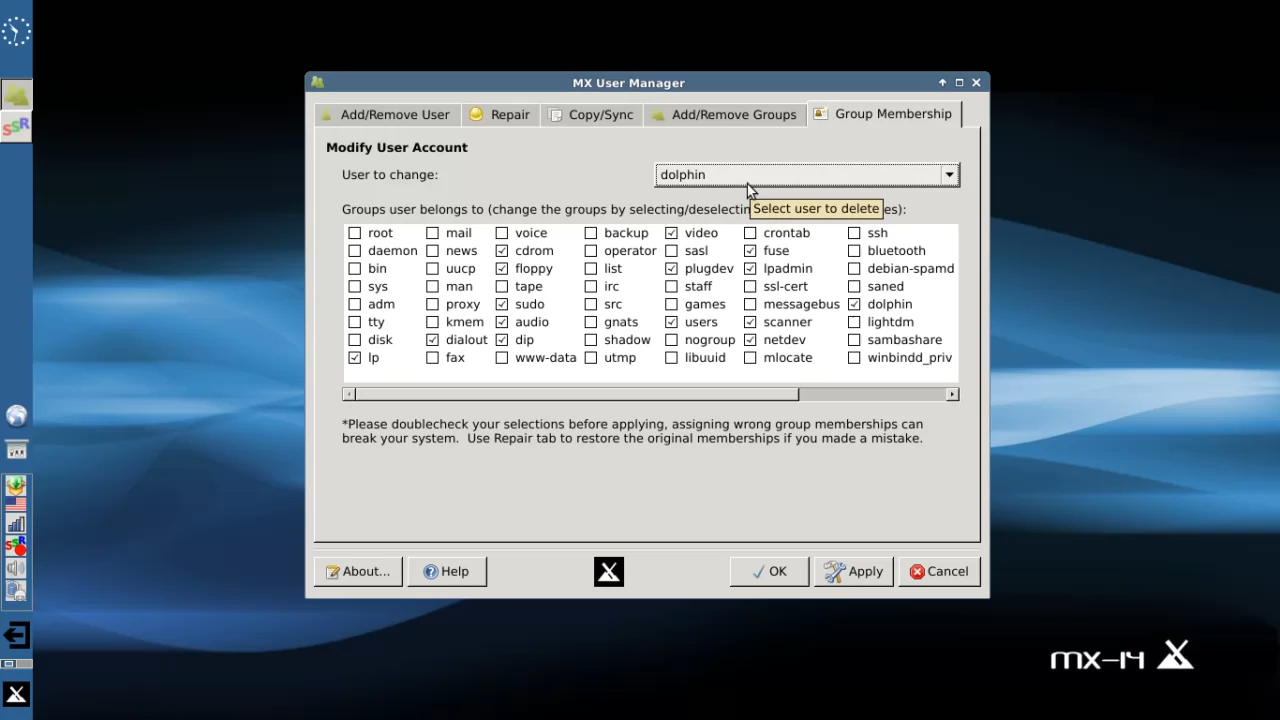 MX User Manager
Add/Remove User Repair Copy/Sync Add/Remove Groups Group Membership
Modify User Account
User to change: dolphin
Groups user belongs to (change the groups by selecting/deselectin
Select user to delete
es):
root mail voice backup video crontab ssh
daemon news cdrom operator sasl fuse bluetooth
bin uucp floppy list plugdev lpadmin debian-spamd
sys man tape irc staff ssl-cert saned
adm proxy sudo src games messagebus dolphin
tty kmem audio gnats users scanner lightdm
disk dialout dip shadow nogroup netdev sambashare
lp fax www-data utmp libuuid mlocate winbindd_priv
*Please doublecheck your selections before applying, assigning wrong group memberships can
break your system. Use Repair tab to restore the original memberships if you made a mistake.
About... Help OK Apply Cancel
SSR
mx-14